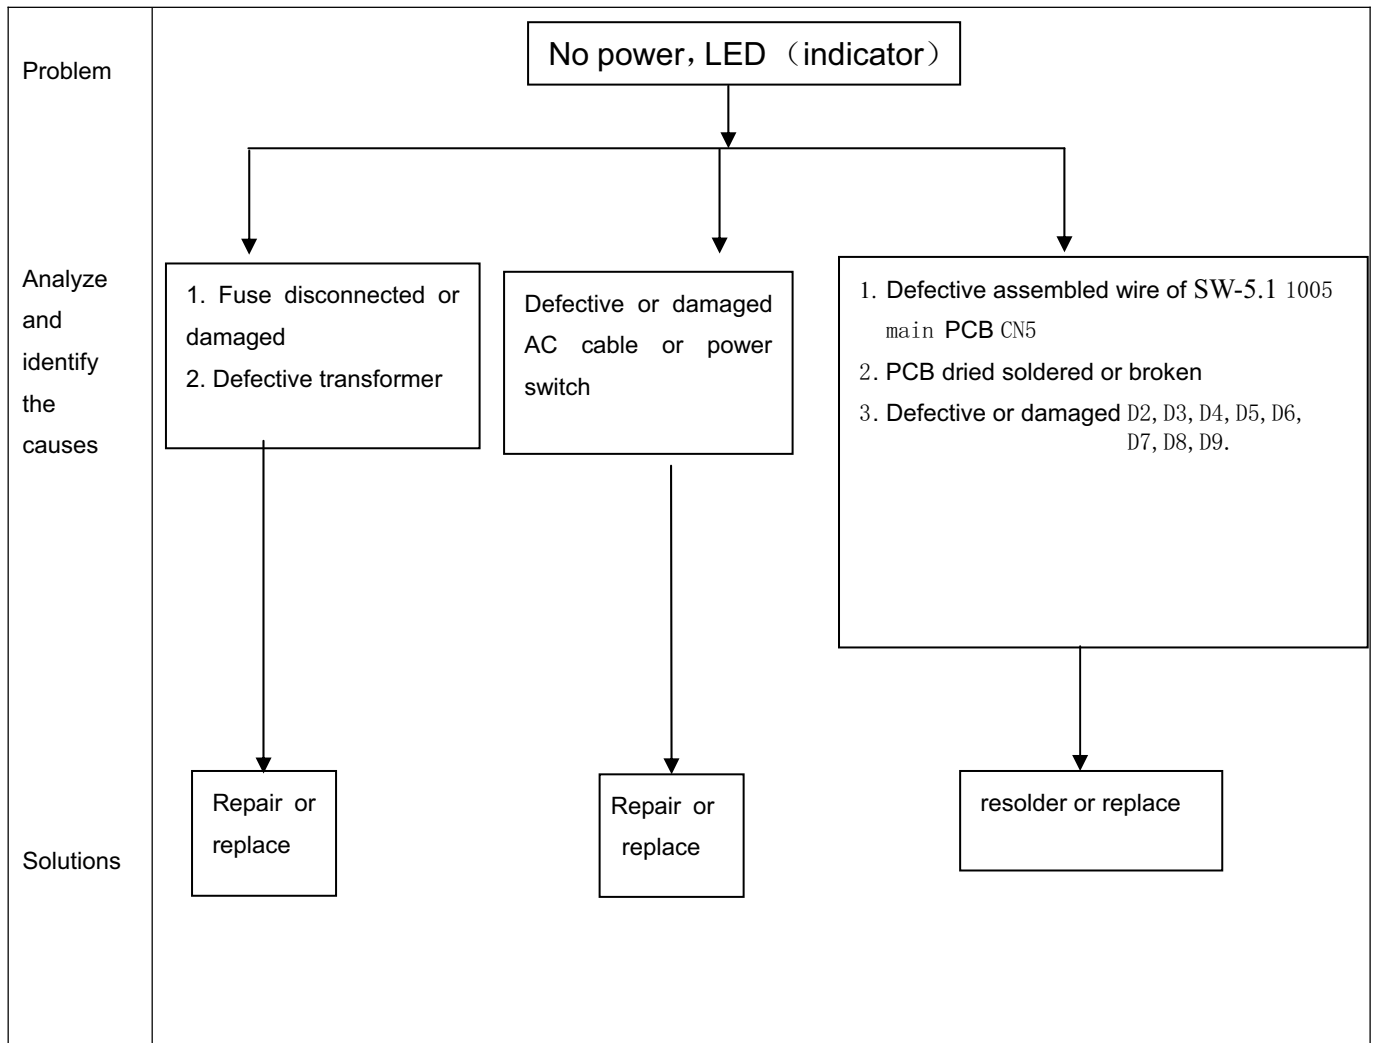 Problem
No power，LED （indicator）
Analyze
and
identify
the
causes
1. Fuse disconnected or
damaged
2. Defective transformer
Defective or damaged
AC cable or power
switch
1. Defective assembled wire of SW-5.1 1005
main PCB CN5
2. PCB dried soldered or broken
3. Defective or damaged D2, D3, D4, D5, D6,
D7, D8, D9.
Solutions
Repair or
replace
Repair or
replace
resolder or replace